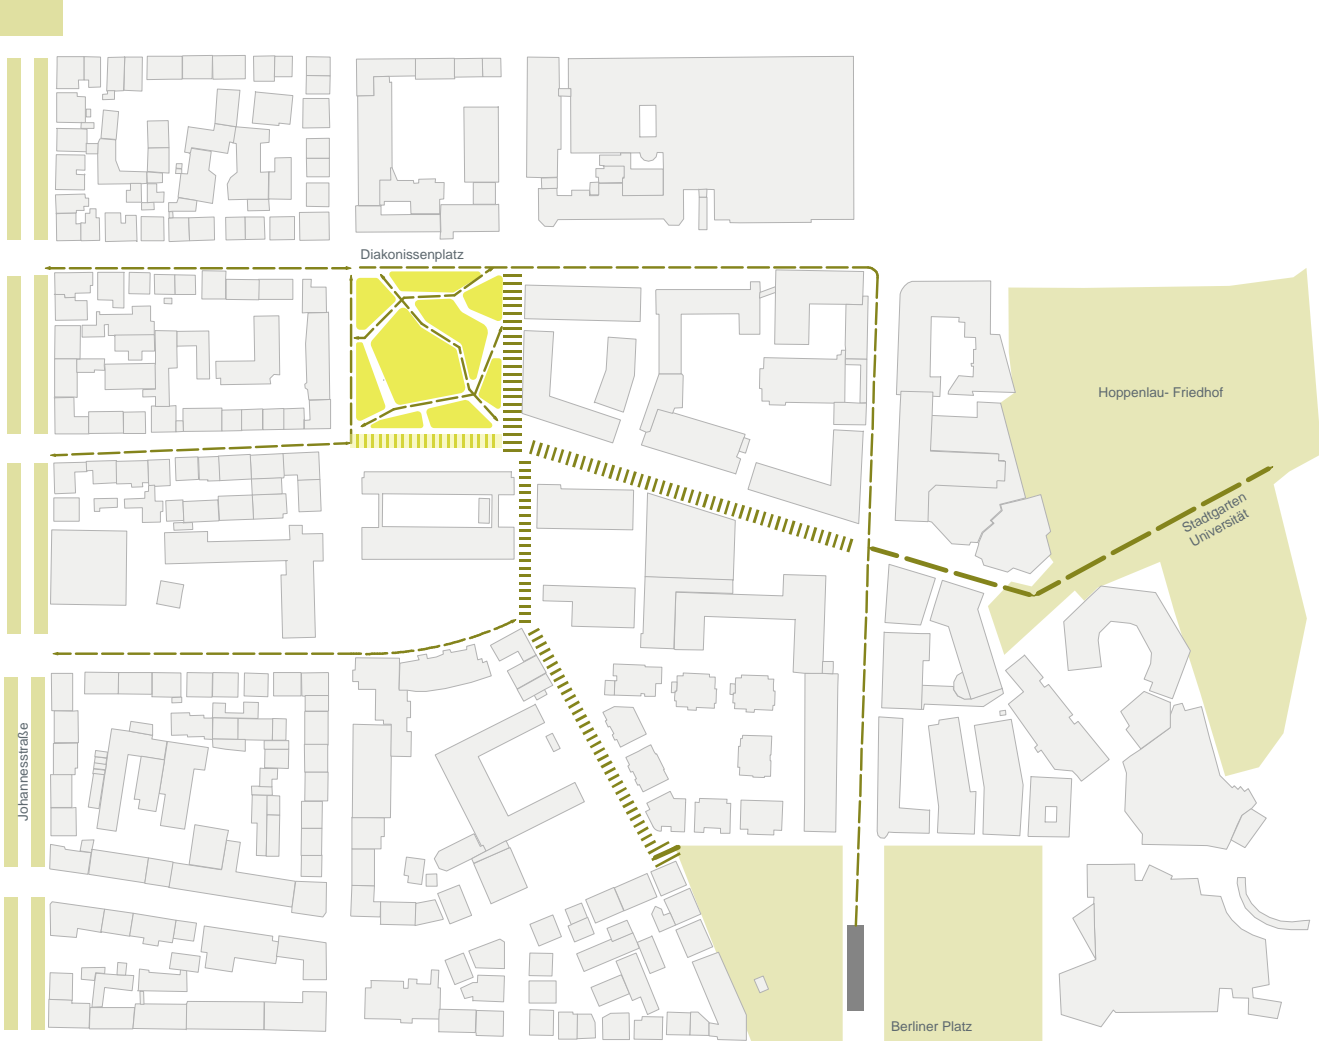 Diakonissenplatz
Hoppenlau- Friedhof
Stadtgarten
Universität
Johannesstraße
Berliner Platz